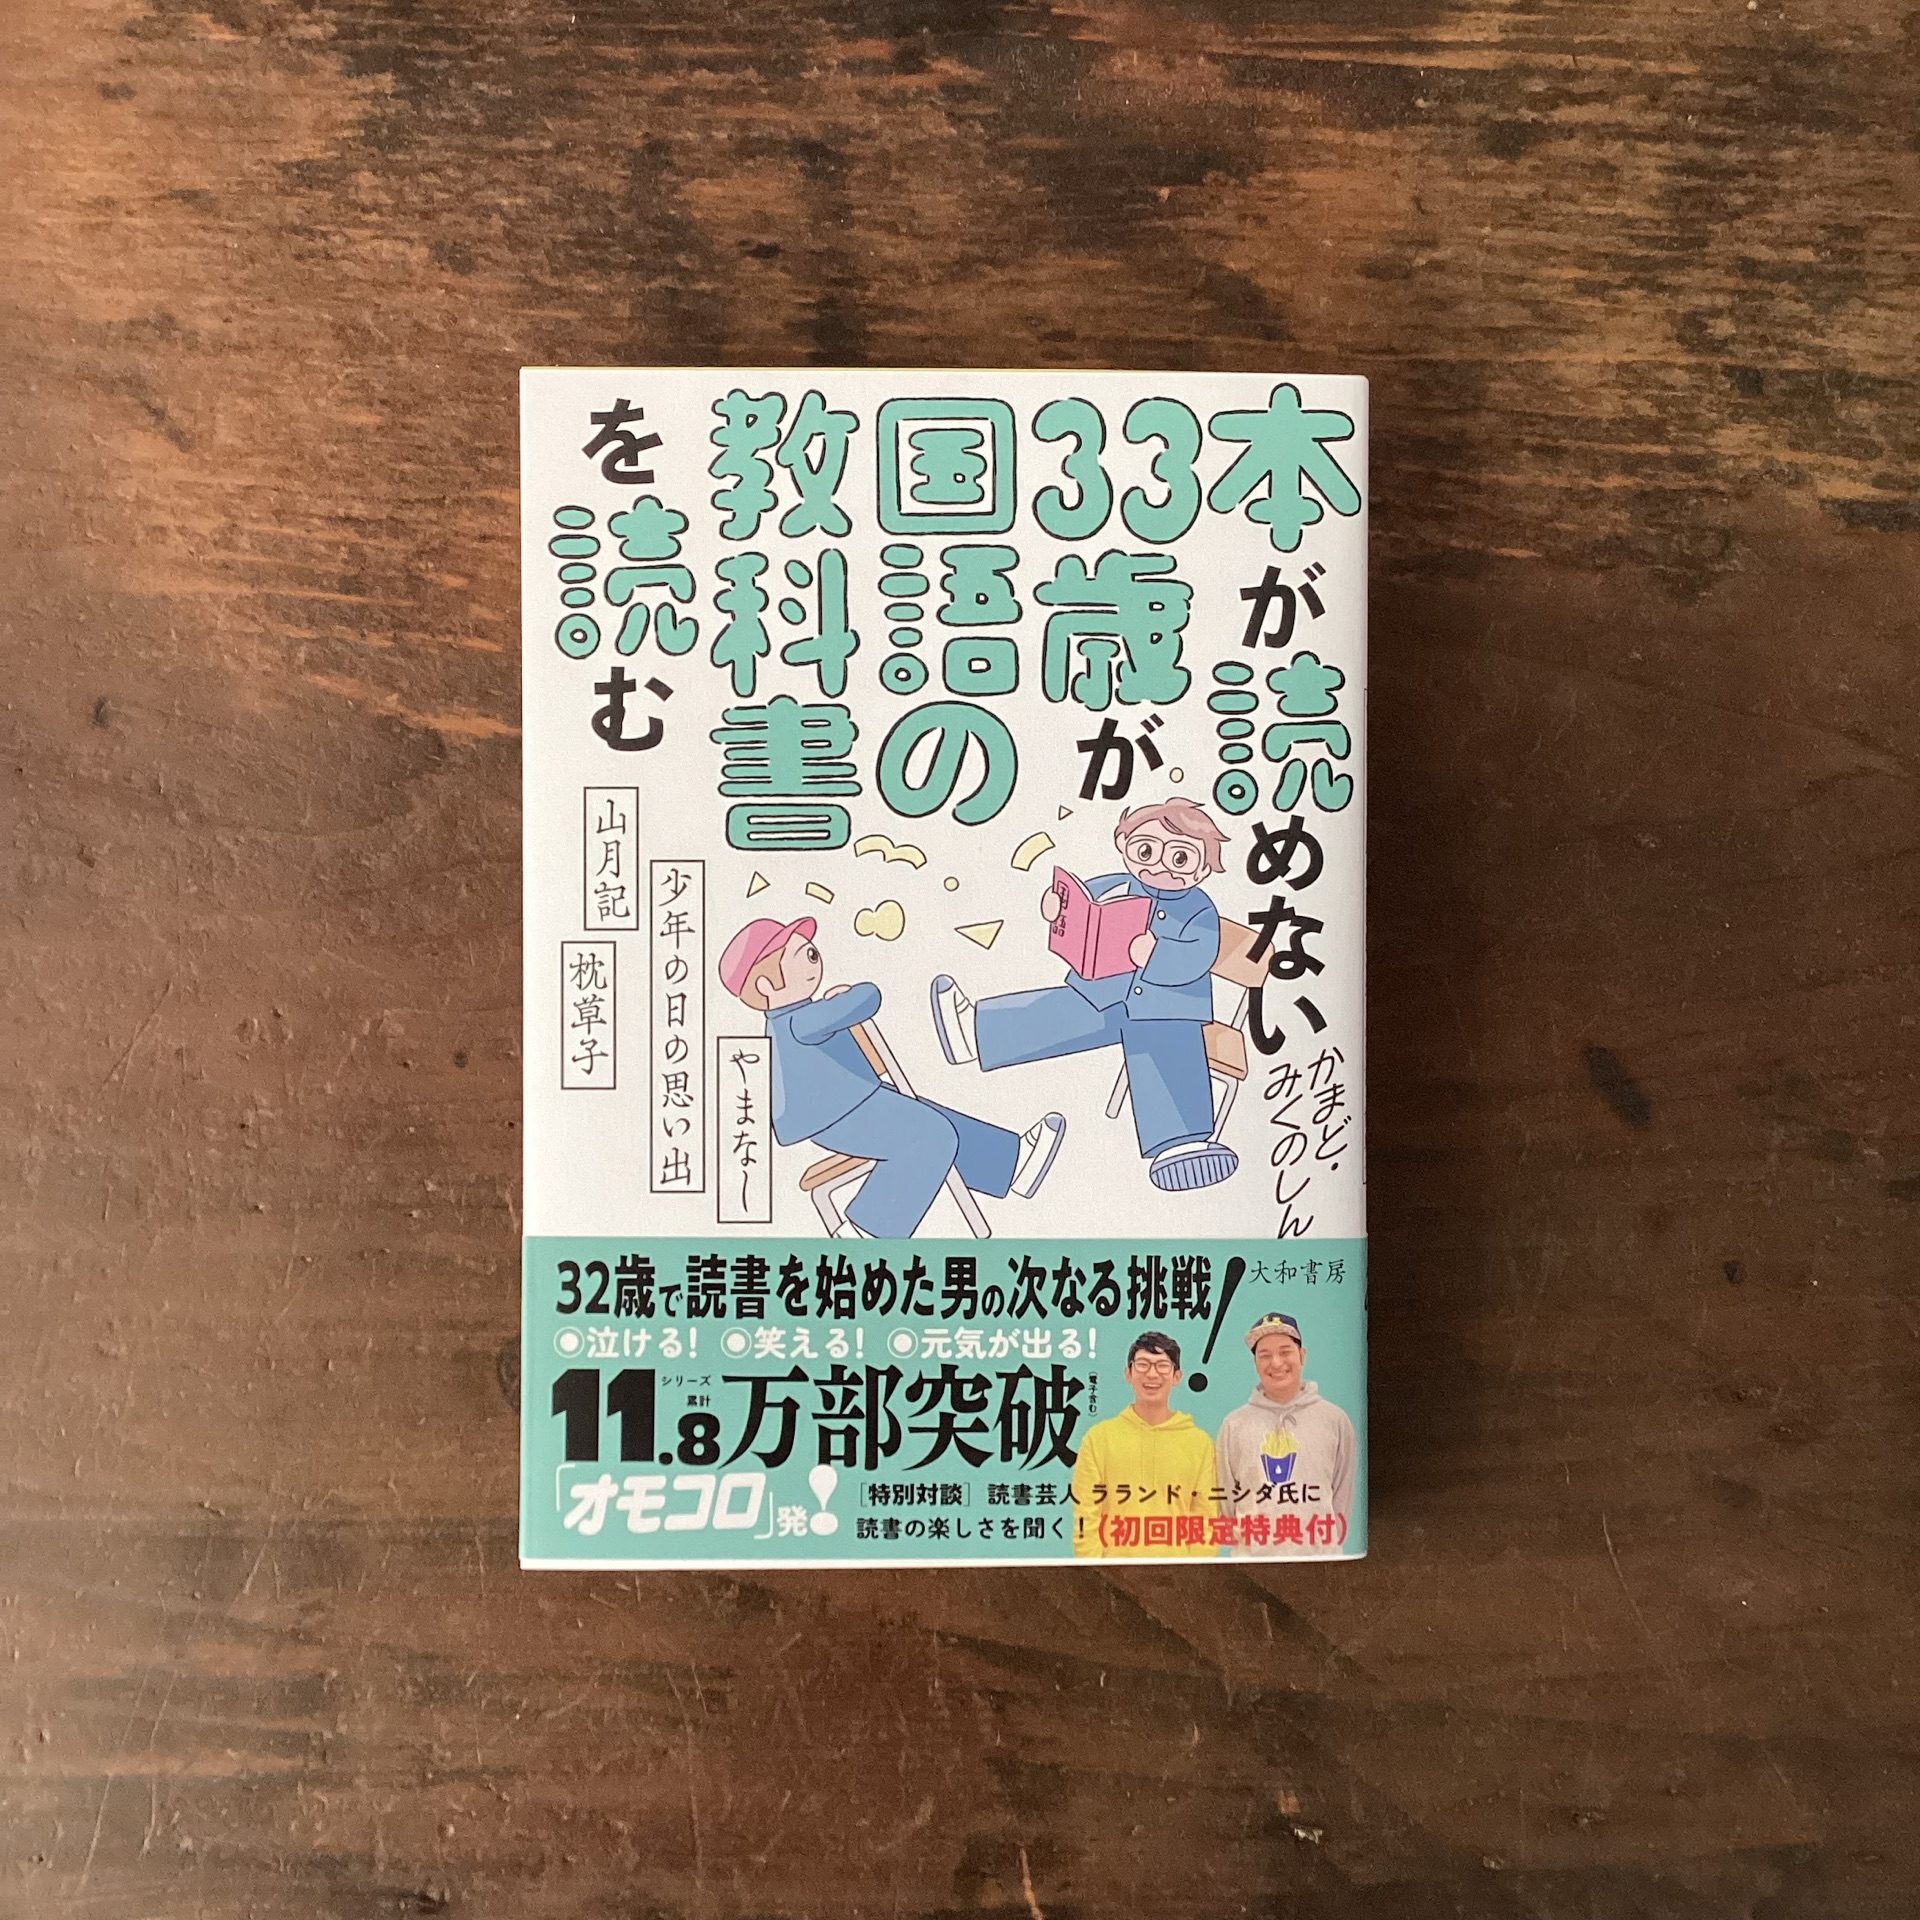 本が読めない
33歳が
国語の
教科書
を読む
かまど・
みくのしん
山月記
枕草子
少年の日の思い出
やまなし
国語
大和書房
32歳で読書を始めた男の次なる挑戦!
◉泣ける! ◉笑える! ◉元気が出る!
シリーズ
累計
11.8万部突破
(電子含む)
「オモコロ」発!
[特別対談] 読書芸人 ラランド・ニシダ氏に
読書の楽しさを聞く!(初回限定特典付)